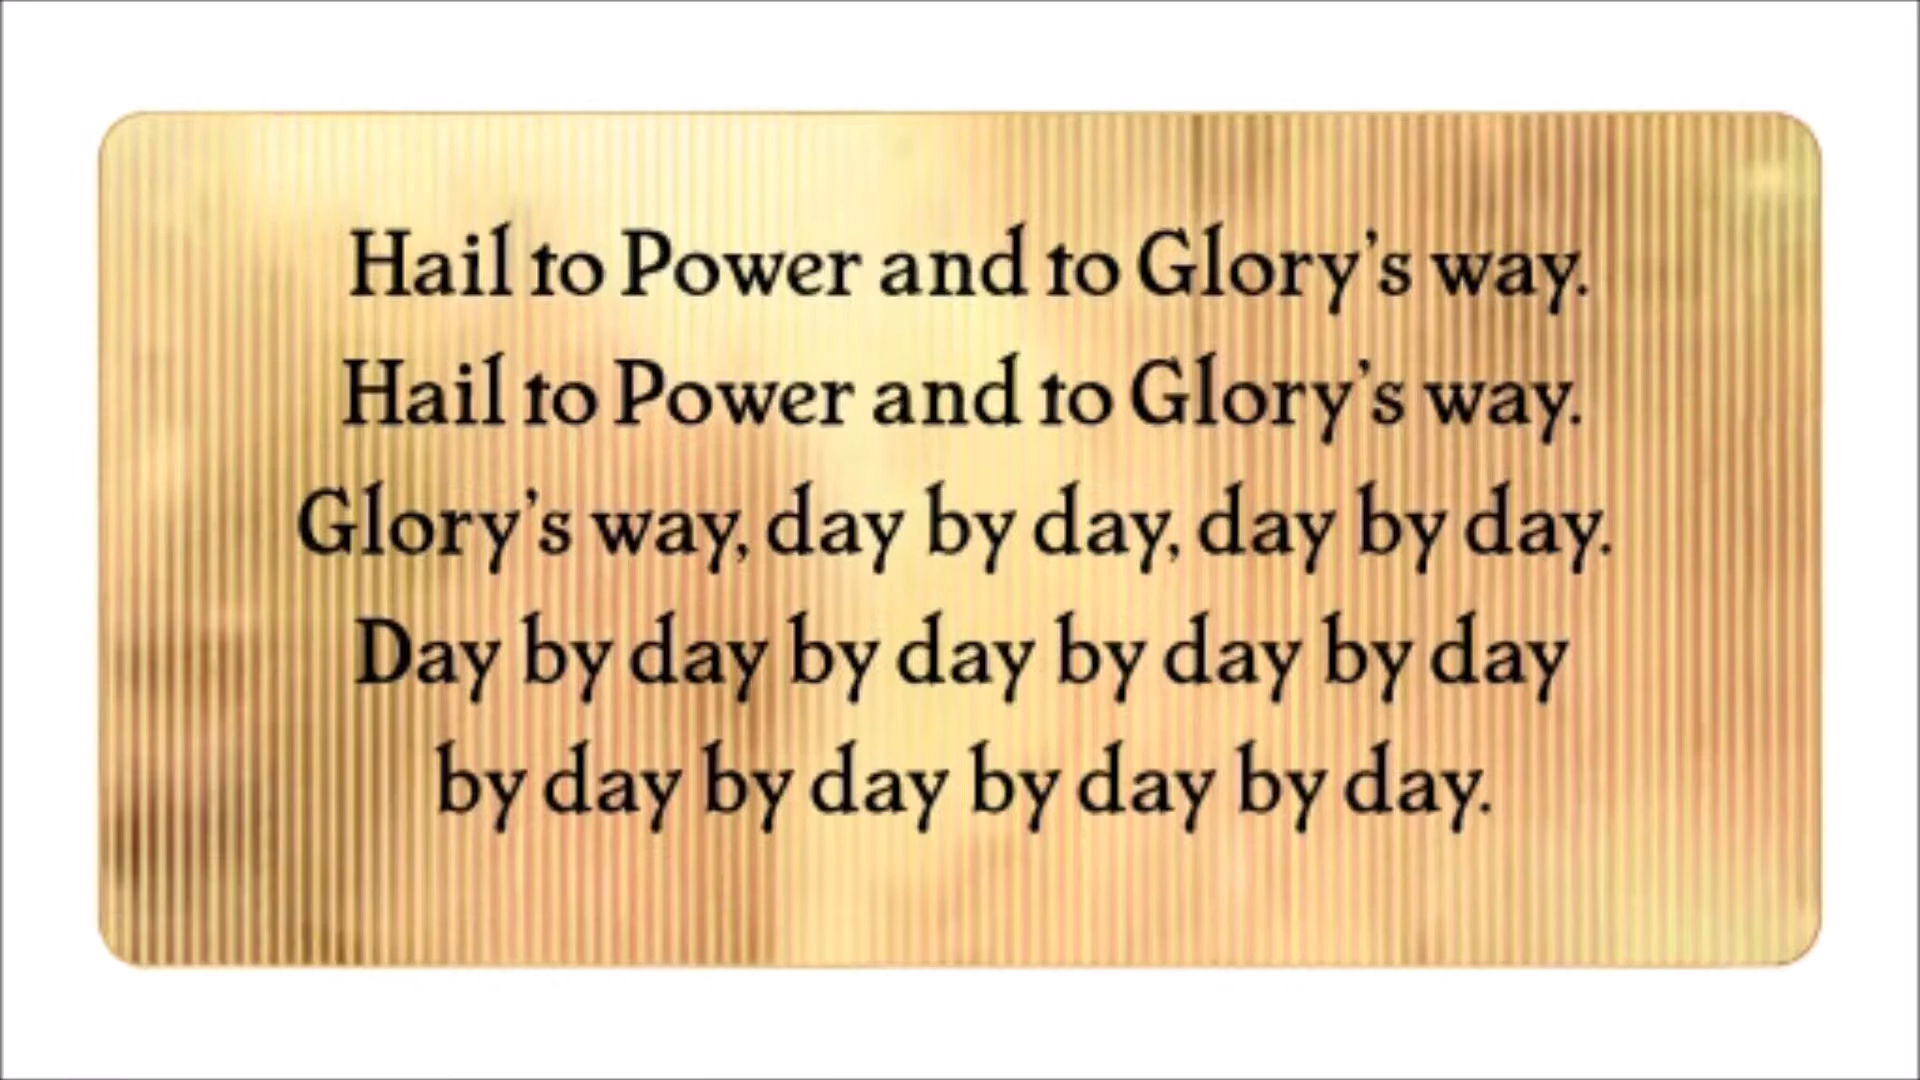 Hail to Power and to Glory's way.
Hail to Power and to Glory's way.
Glory's way, day by day, day by day.
Day by day by day by day by day
by day by day by day by day.